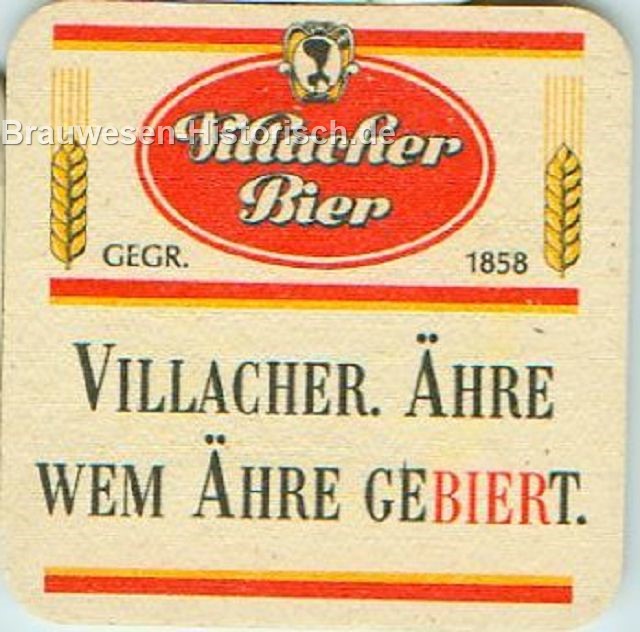 Brauwesen-Historisch.de
Villacher
Bier
GEGR. 1858
VILLACHER. ÄHRE
WEM ÄHRE GEBIERT.